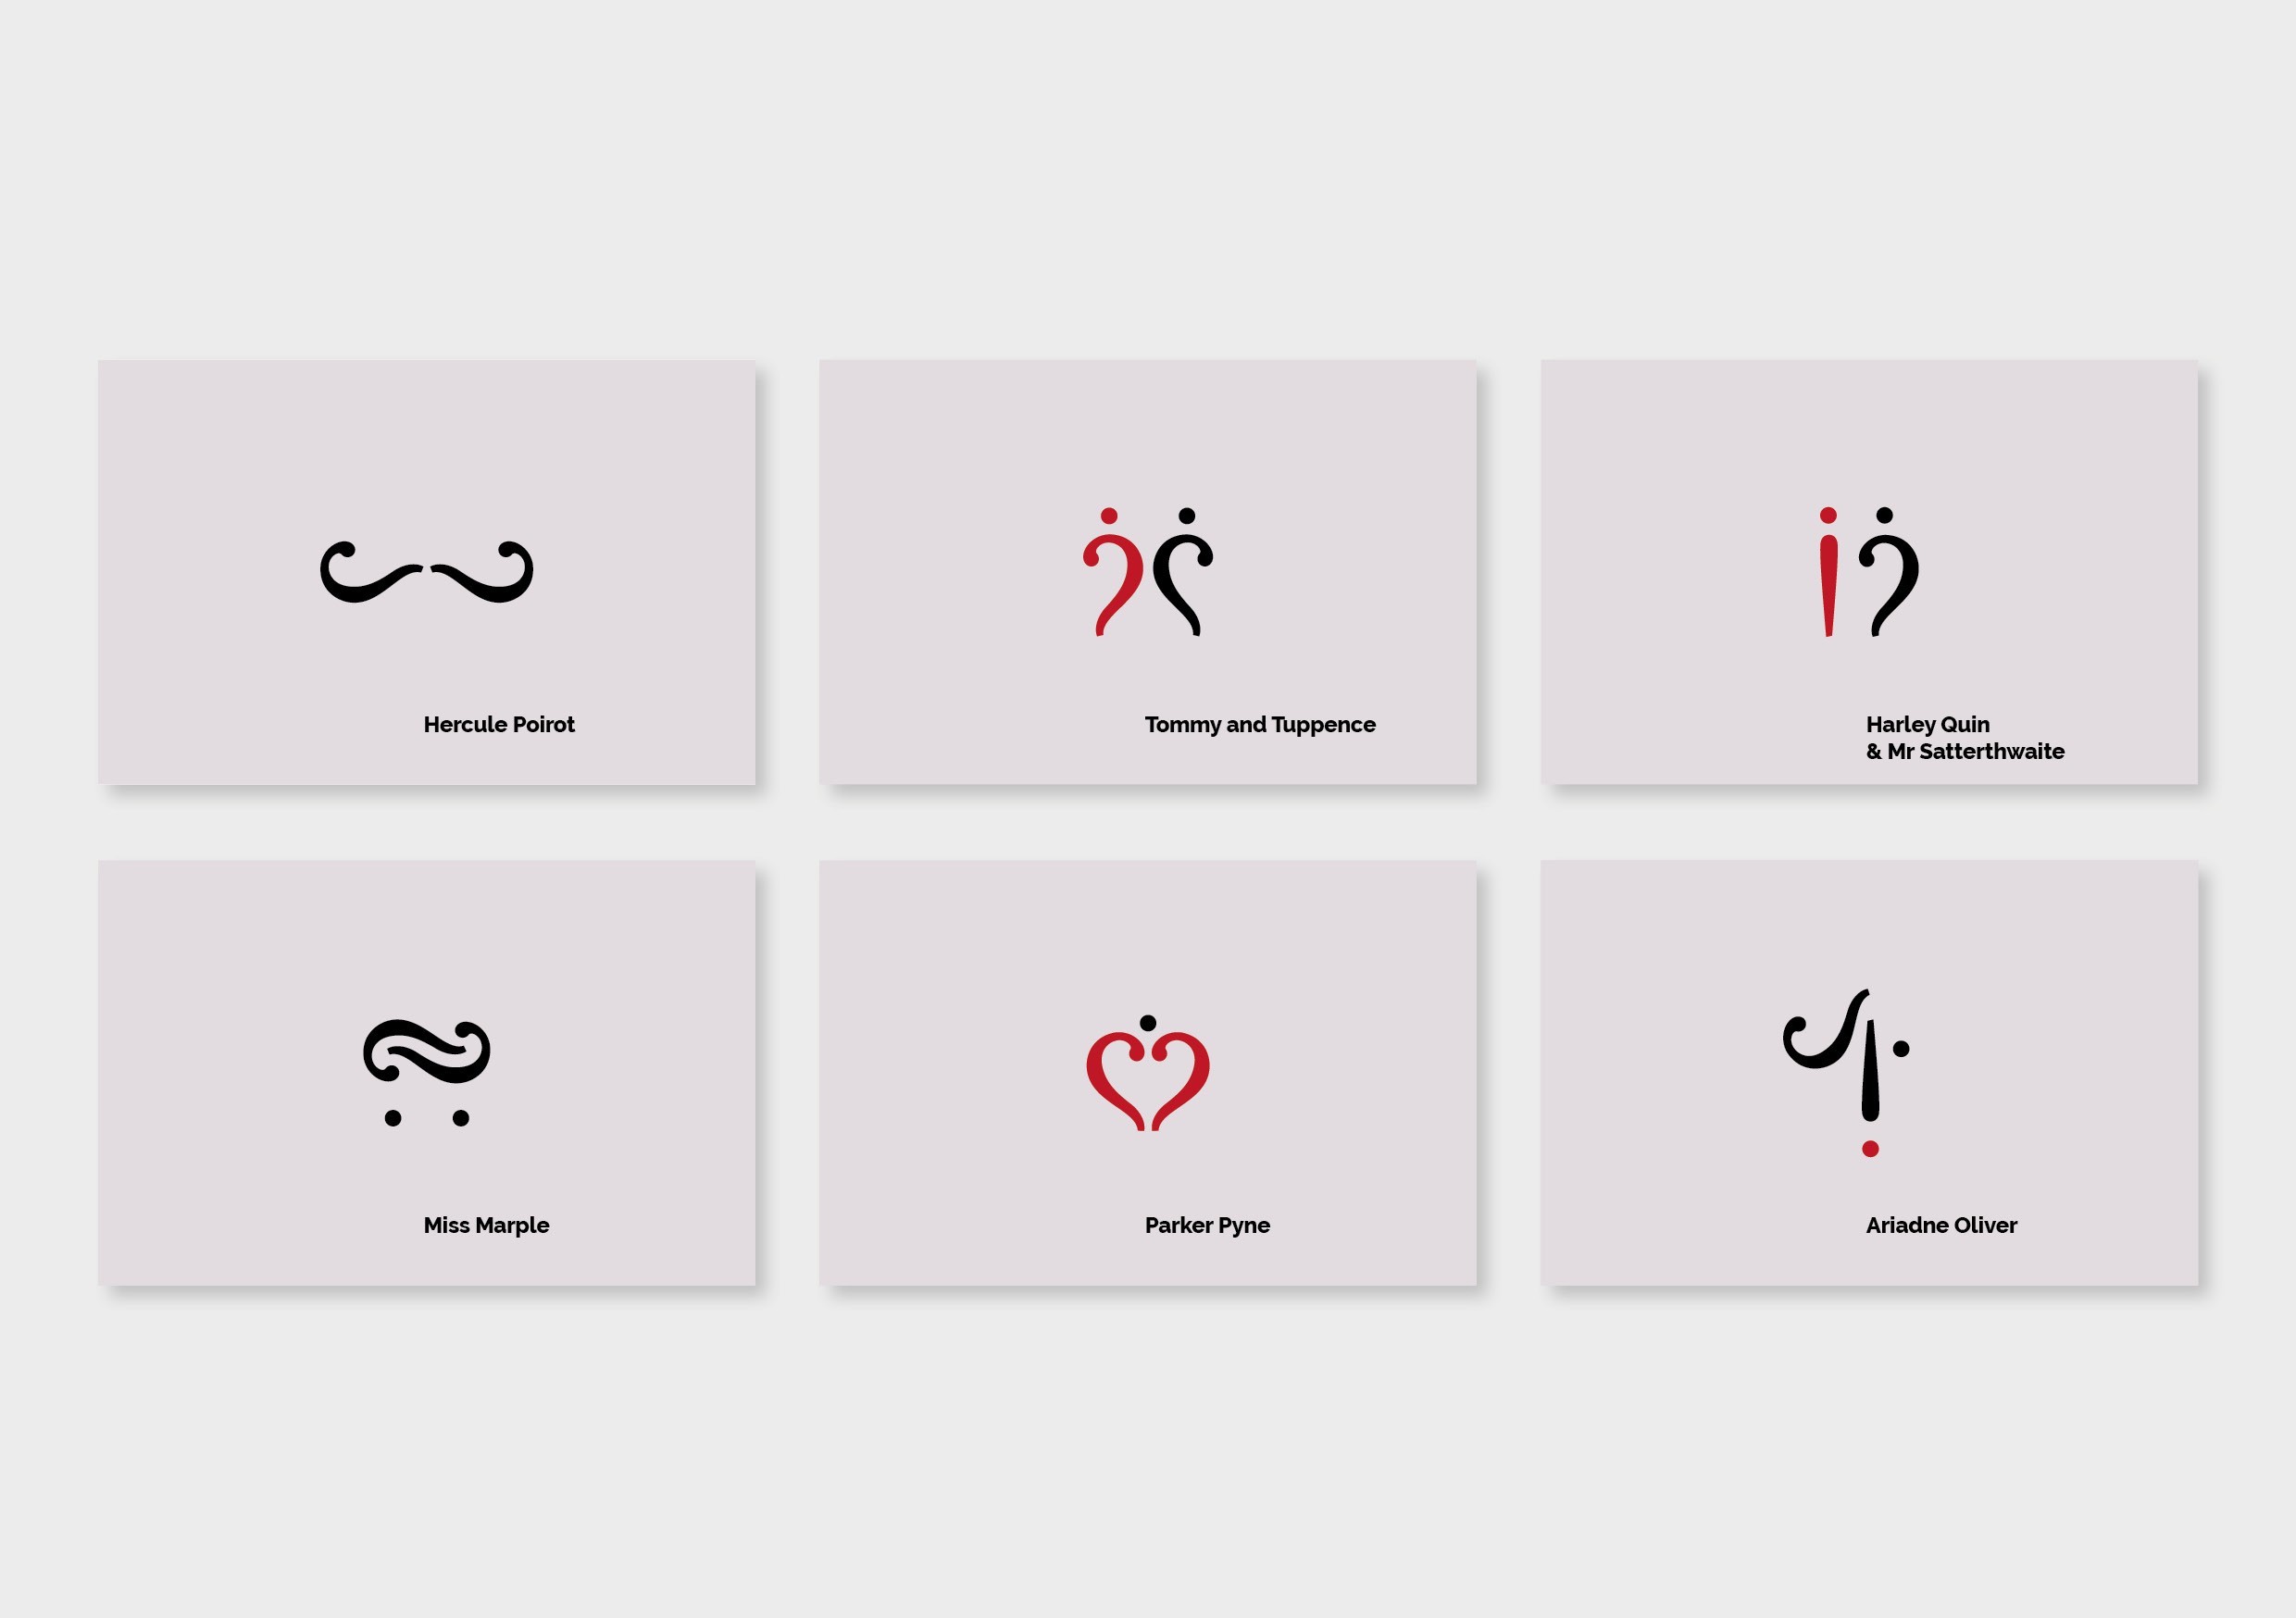 Hercule Poirot
Tommy and Tuppence
Harley Quin
& Mr Satterthwaite
Miss Marple
Parker Pyne
Ariadne Oliver